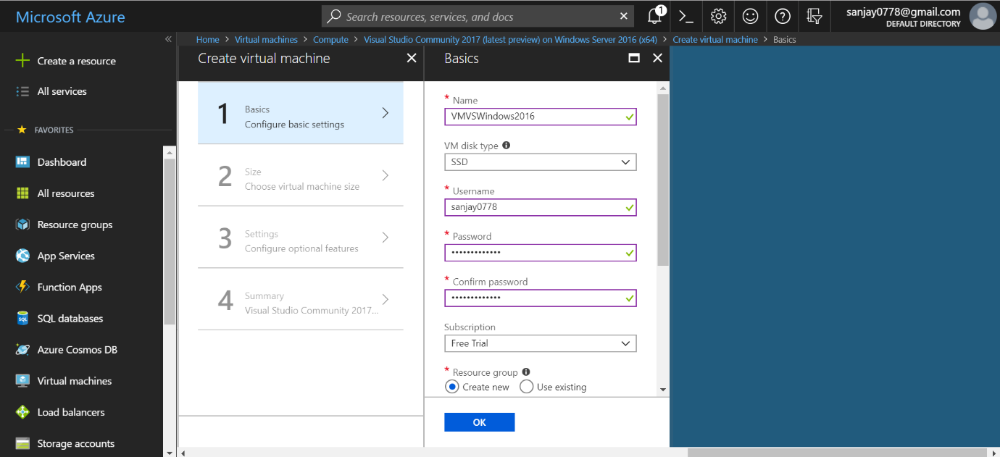 Microsoft Azure
Search resources, services, and docs
1
sanjay0778@gmail.com
DEFAULT DIRECTORY
Home > Virtual machines > Compute > Visual Studio Community 2017 (latest preview) on Windows Server 2016 (x64) > Create virtual machine > Basics
Create a resource
All services
FAVORITES
Dashboard
All resources
Resource groups
App Services
Function Apps
SQL databases
Azure Cosmos DB
Virtual machines
Load balancers
Storage accounts
Create virtual machine
1
Basics
Configure basic settings
2
Size
Choose virtual machine size
3
Settings
Configure optional features
4
Summary
Visual Studio Community 2017...
Basics
* Name
VMVSWindows2016
VM disk type
SSD
* Username
sanjay0778
* Password
•••••••••••••
* Confirm password
•••••••••••••
Subscription
Free Trial
* Resource group
Create new Use existing
OK